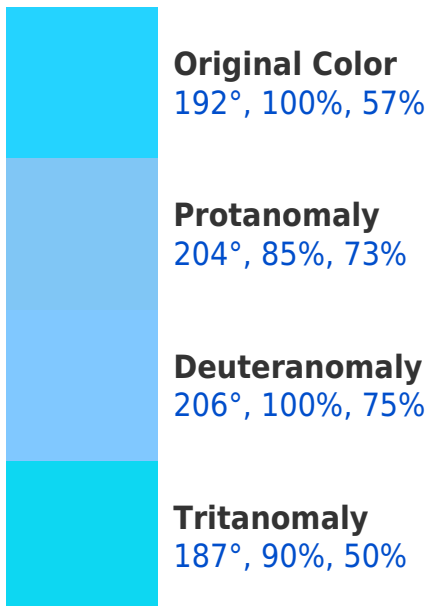 Original Color
192°, 100%, 57%
Protanomaly
204°, 85%, 73%
Deuteranomaly
206°, 100%, 75%
Tritanomaly
187°, 90%, 50%